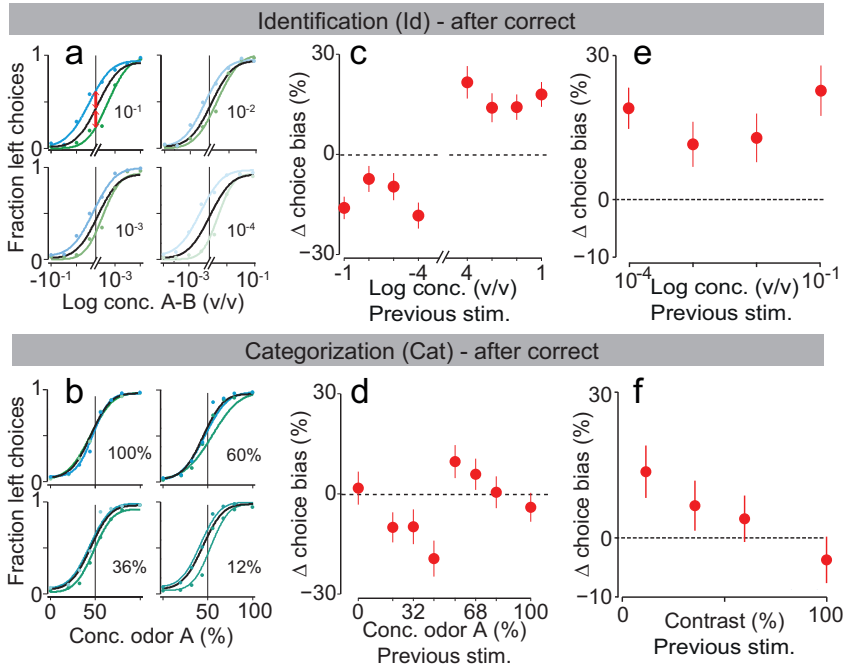 Identification (Id) - after correct
a
Fraction left choices
1
0
10⁻¹
10⁻²
1
0
10⁻³
10⁻⁴
-10⁻¹
10⁻³
-10⁻³
10⁻¹
Log conc. A-B (v/v)
c
Δ choice bias (%)
30
0
−30
-1
-4
4
1
Log conc. (v/v)
Previous stim.
e
Δ choice bias (%)
30
0
−10
10⁻⁴
10⁻¹
Log conc. (v/v)
Previous stim.
Categorization (Cat) - after correct
b
Fraction left choices
1
0
100%
60%
1
0
36%
12%
0
50
50
100
Conc. odor A (%)
d
Δ choice bias (%)
30
0
−30
0
32
68
100
Conc. odor A (%)
Previous stim.
f
Δ choice bias (%)
30
0
−10
0
100
Contrast (%)
Previous stim.